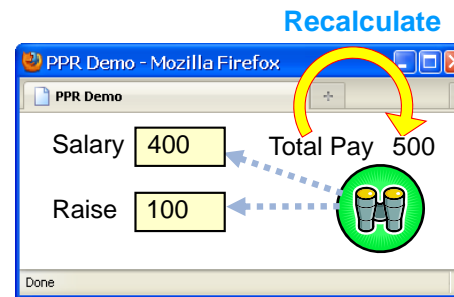 Recalculate
PPR Demo - Mozilla Firefox
PPR Demo
Salary 400 Total Pay 500
Raise 100
Done